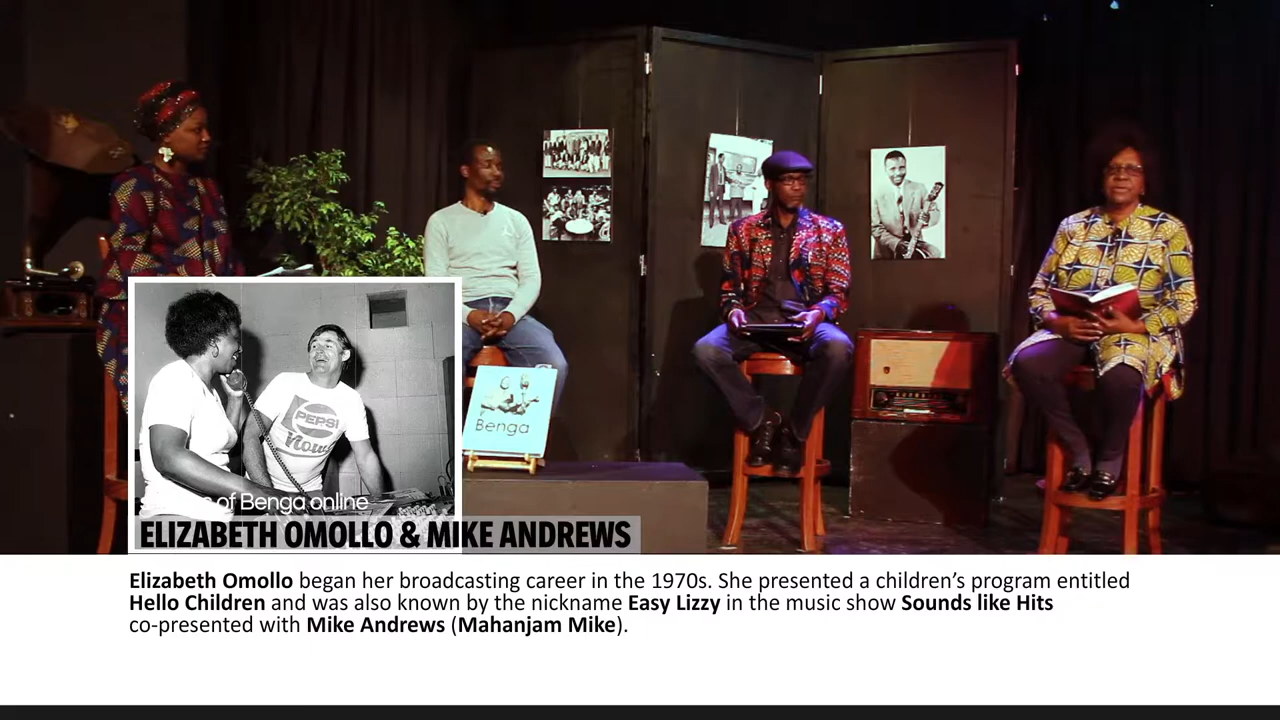 Benga
PEPSI
Now
of Benga online
ELIZABETH OMOLLO & MIKE ANDREWS
Elizabeth Omollo began her broadcasting career in the 1970s. She presented a children’s program entitled
Hello Children and was also known by the nickname Easy Lizzy in the music show Sounds like Hits
co-presented with Mike Andrews (Mahanjam Mike).